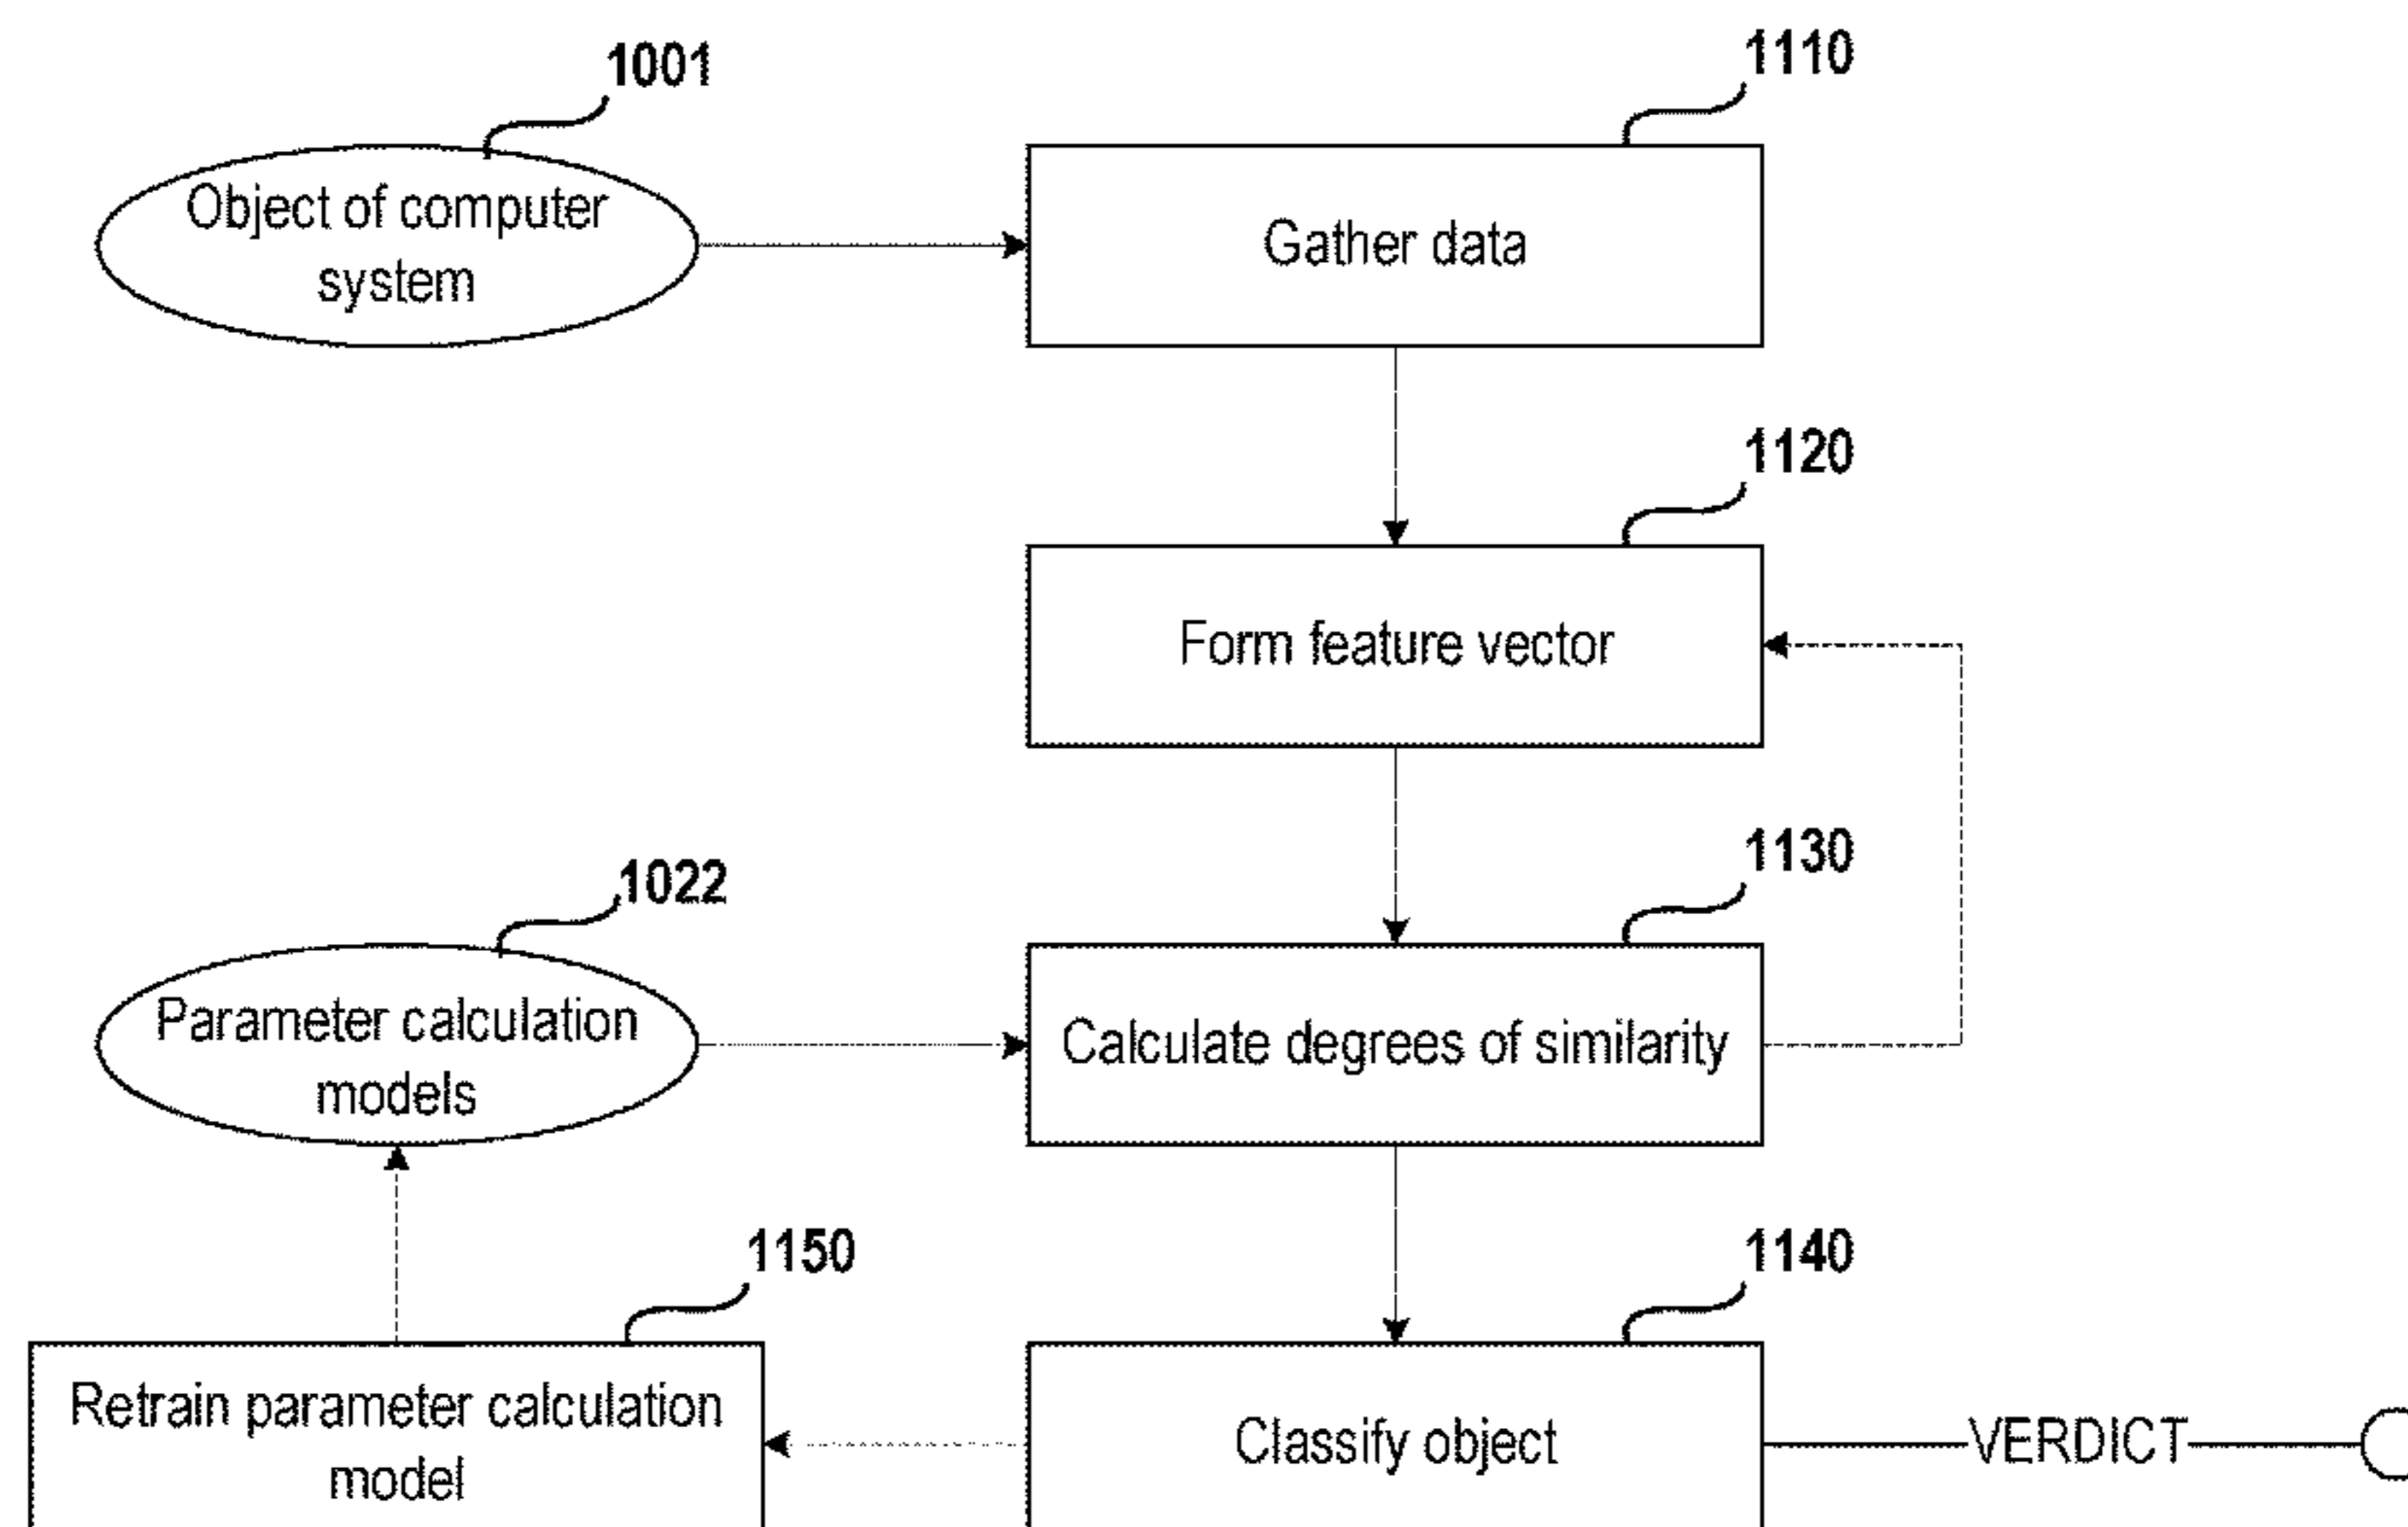 1001
1110
Object of computer
system
Gather data
1120
Form feature vector
1130
1022
Parameter calculation
models
Calculate degrees of similarity
1150
1140
Retrain parameter calculation
model
Classify object
VERDICT